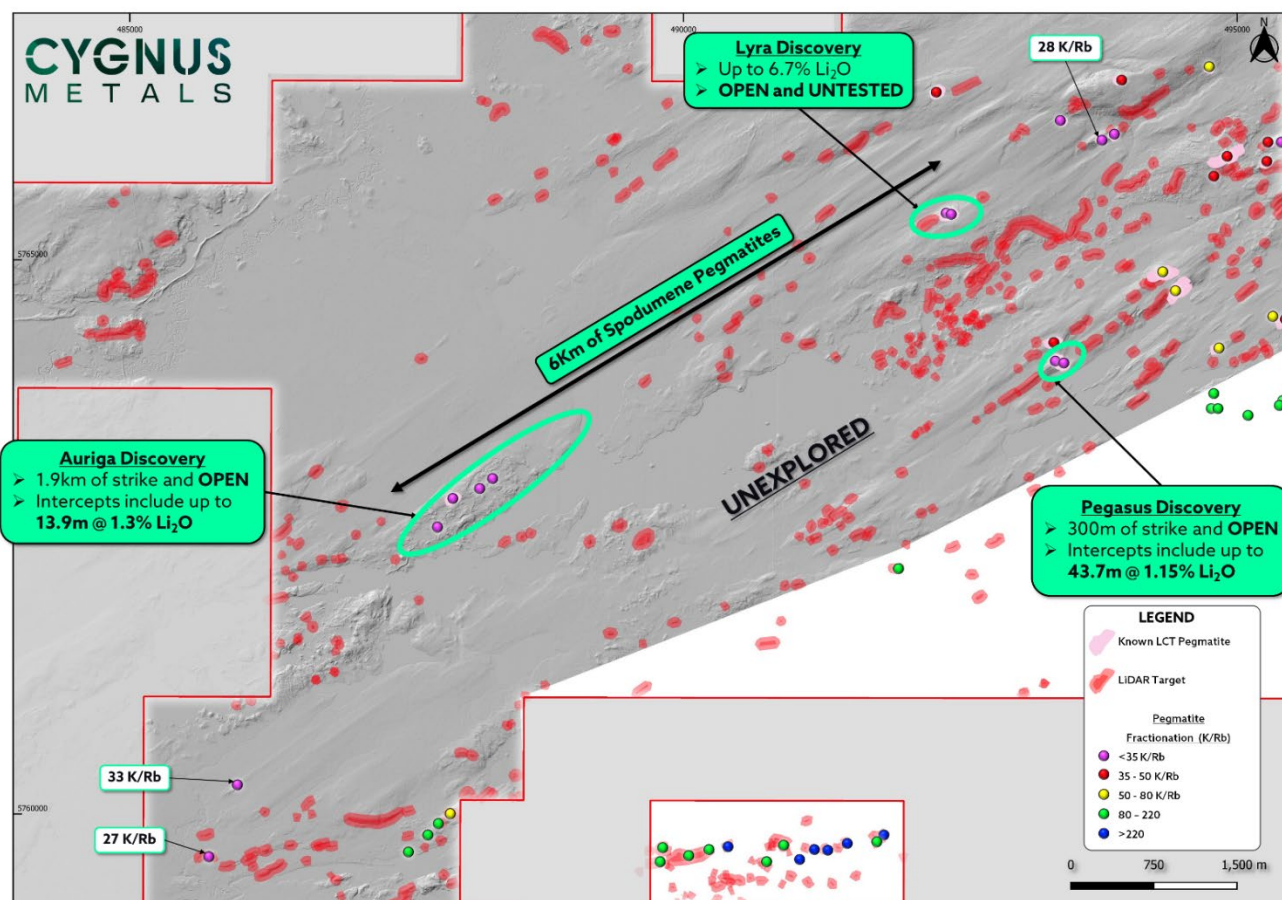 CYGNUS
METALS
485000
490000
495000
N
Lyra Discovery
➢ Up to 6.7% Li₂O
➢ OPEN and UNTESTED
28 K/Rb
5765000
6Km of Spodumene Pegmatites
UNEXPLORED
Auriga Discovery
➢ 1.9km of strike and OPEN
➢ Intercepts include up to
13.9m @ 1.3% Li₂O
Pegasus Discovery
➢ 300m of strike and OPEN
➢ Intercepts include up to
43.7m @ 1.15% Li₂O
33 K/Rb
27 K/Rb
5760000
LEGEND
Known LCT Pegmatite
LiDAR Target
Pegmatite
Fractionation (K/Rb)
<35 K/Rb
35 - 50 K/Rb
50 - 80 K/Rb
80 - 220
>220
0 750 1,500 m